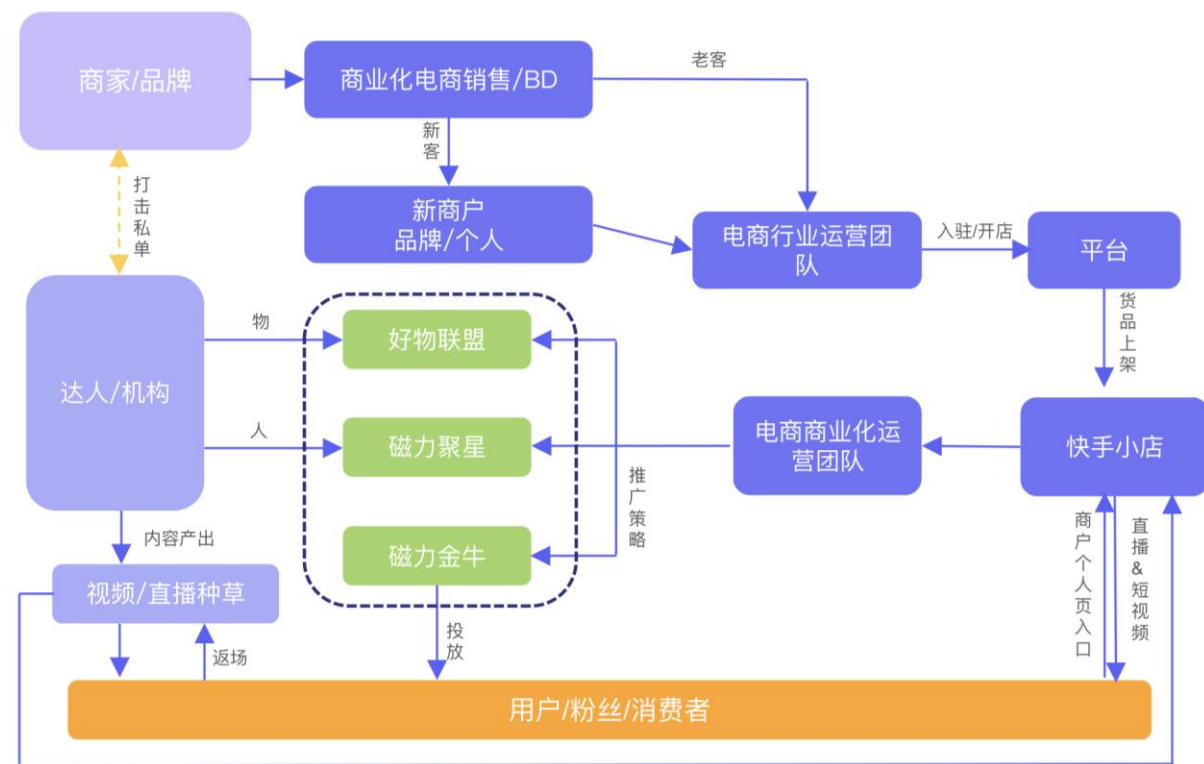 商家/品牌
商业化电商销售/BD
老客
新客
打击私单
新商户
品牌/个人
电商行业运营团
队
入驻/开店
平台
货品上架
物
好物联盟
达人/机构
人
磁力聚星
电商商业化运
营团队
快手小店
推广策略
内容产出
磁力金牛
商户个人页入口
直播&短视频
视频/直播种草
返场
投放
用户/粉丝/消费者